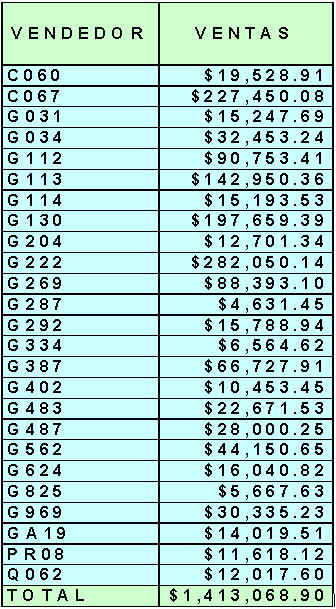 VENDEDOR VENTAS
C060 $19,528.91
C067 $227,450.08
G031 $15,247.69
G034 $32,453.24
G112 $90,753.41
G113 $142,950.36
G114 $15,193.53
G130 $197,659.39
G204 $12,701.34
G222 $282,050.14
G269 $88,393.10
G287 $4,631.45
G292 $15,788.94
G334 $6,564.62
G387 $66,727.91
G402 $10,453.45
G483 $22,671.53
G487 $28,000.25
G562 $44,150.65
G624 $16,040.82
G825 $5,667.63
G969 $30,335.23
GA19 $14,019.51
PR08 $11,618.12
Q062 $12,017.60
TOTAL $1,413,068.90